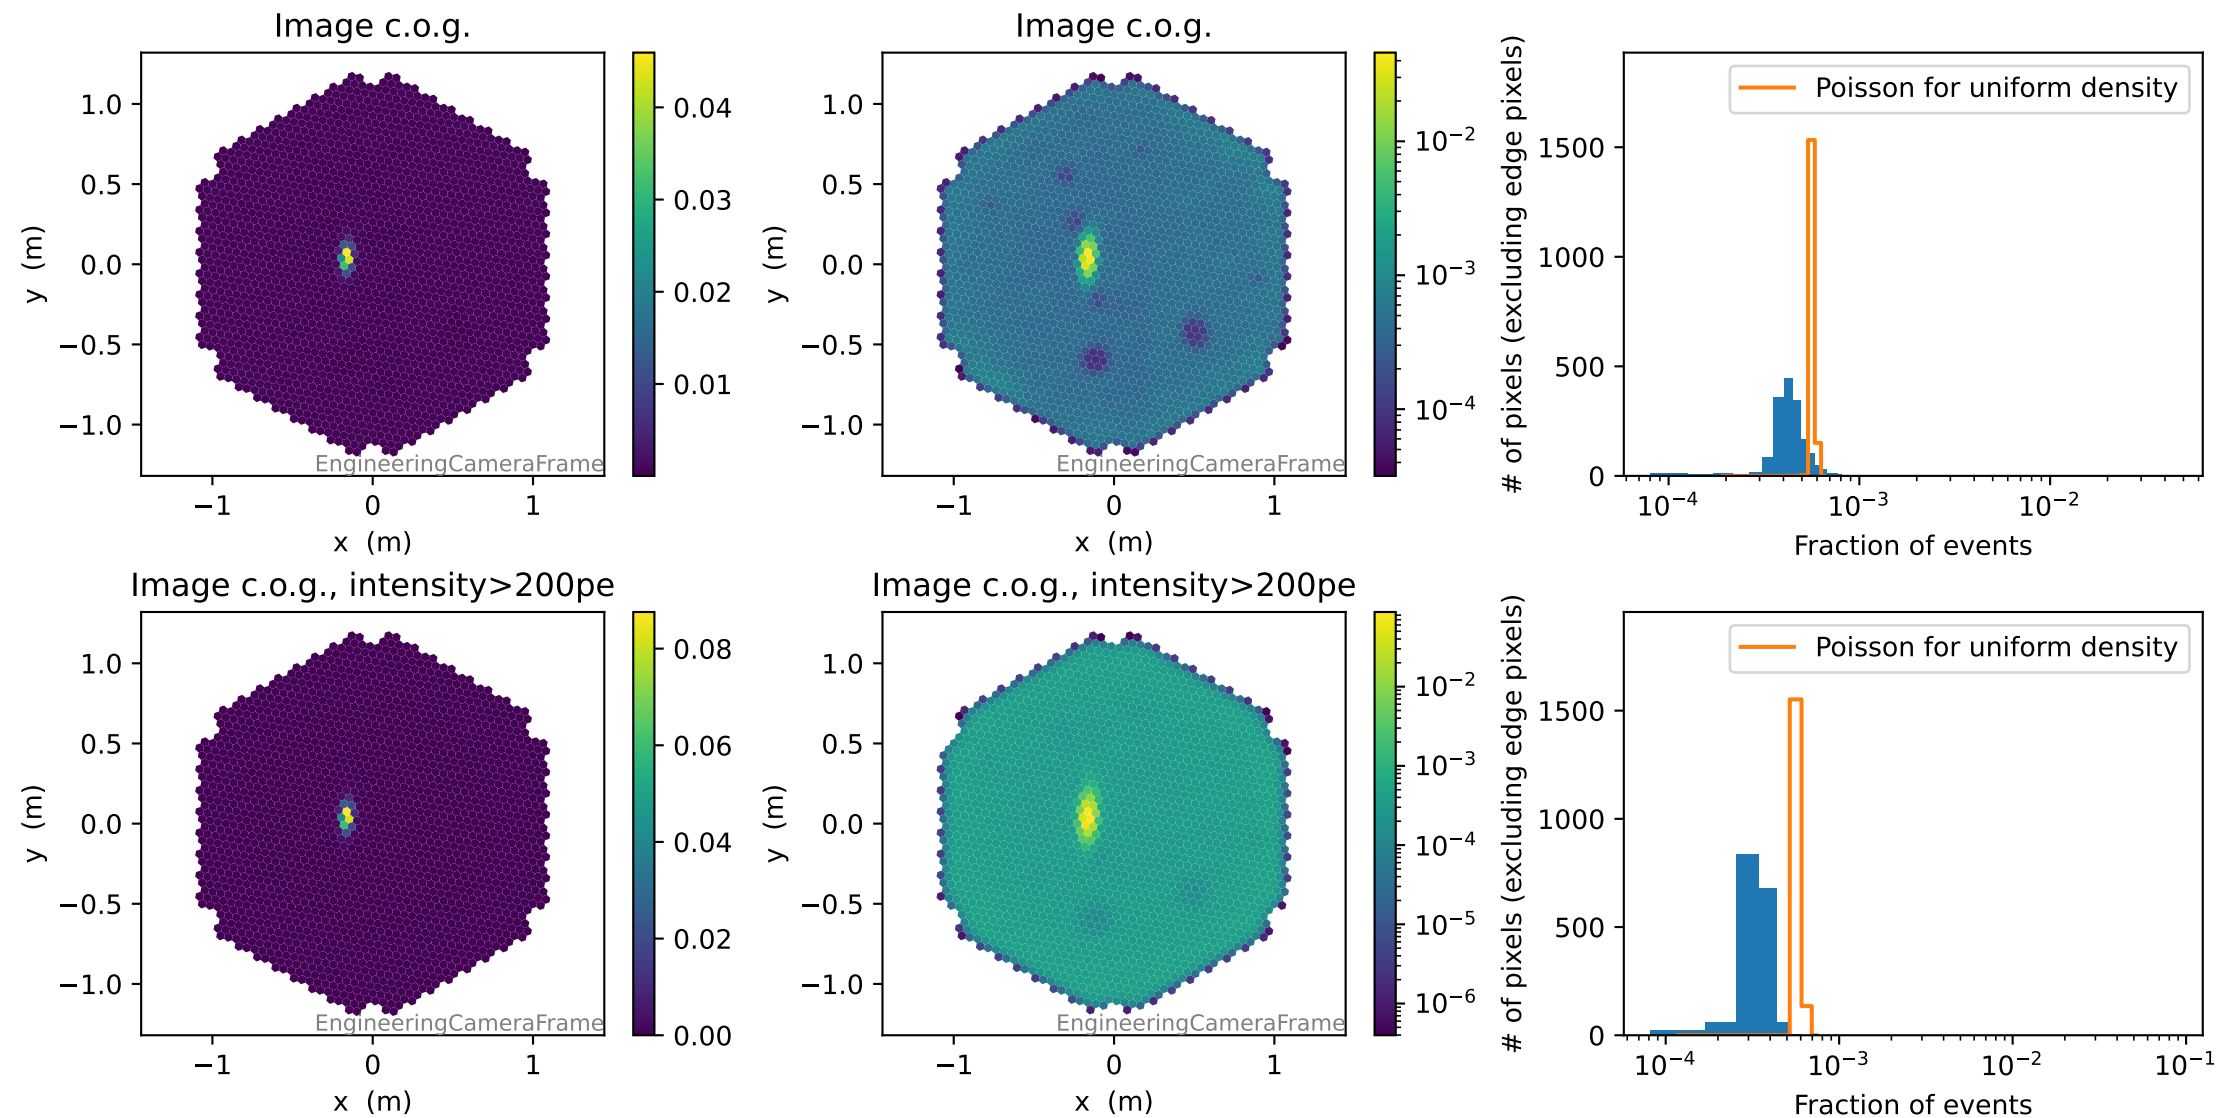 Image c.o.g.
1.0
0.5
0.0
−0.5
−1.0
y (m)
−1
0
1
x (m)
EngineeringCameraFrame
0.04
0.03
0.02
0.01
Image c.o.g.
1.0
0.5
0.0
−0.5
−1.0
y (m)
−1
0
1
x (m)
EngineeringCameraFrame
10⁻²
10⁻³
10⁻⁴
# of pixels (excluding edge pixels)
1500
1000
500
0
Poisson for uniform density
10⁻⁴
10⁻³
10⁻²
Fraction of events
Image c.o.g., intensity>200pe
1.0
0.5
0.0
−0.5
−1.0
y (m)
−1
0
1
x (m)
EngineeringCameraFrame
0.08
0.06
0.04
0.02
0.00
Image c.o.g., intensity>200pe
1.0
0.5
0.0
−0.5
−1.0
y (m)
−1
0
1
x (m)
EngineeringCameraFrame
10⁻²
10⁻³
10⁻⁴
10⁻⁵
10⁻⁶
# of pixels (excluding edge pixels)
1500
1000
500
0
Poisson for uniform density
10⁻⁴
10⁻³
10⁻²
10⁻¹
Fraction of events